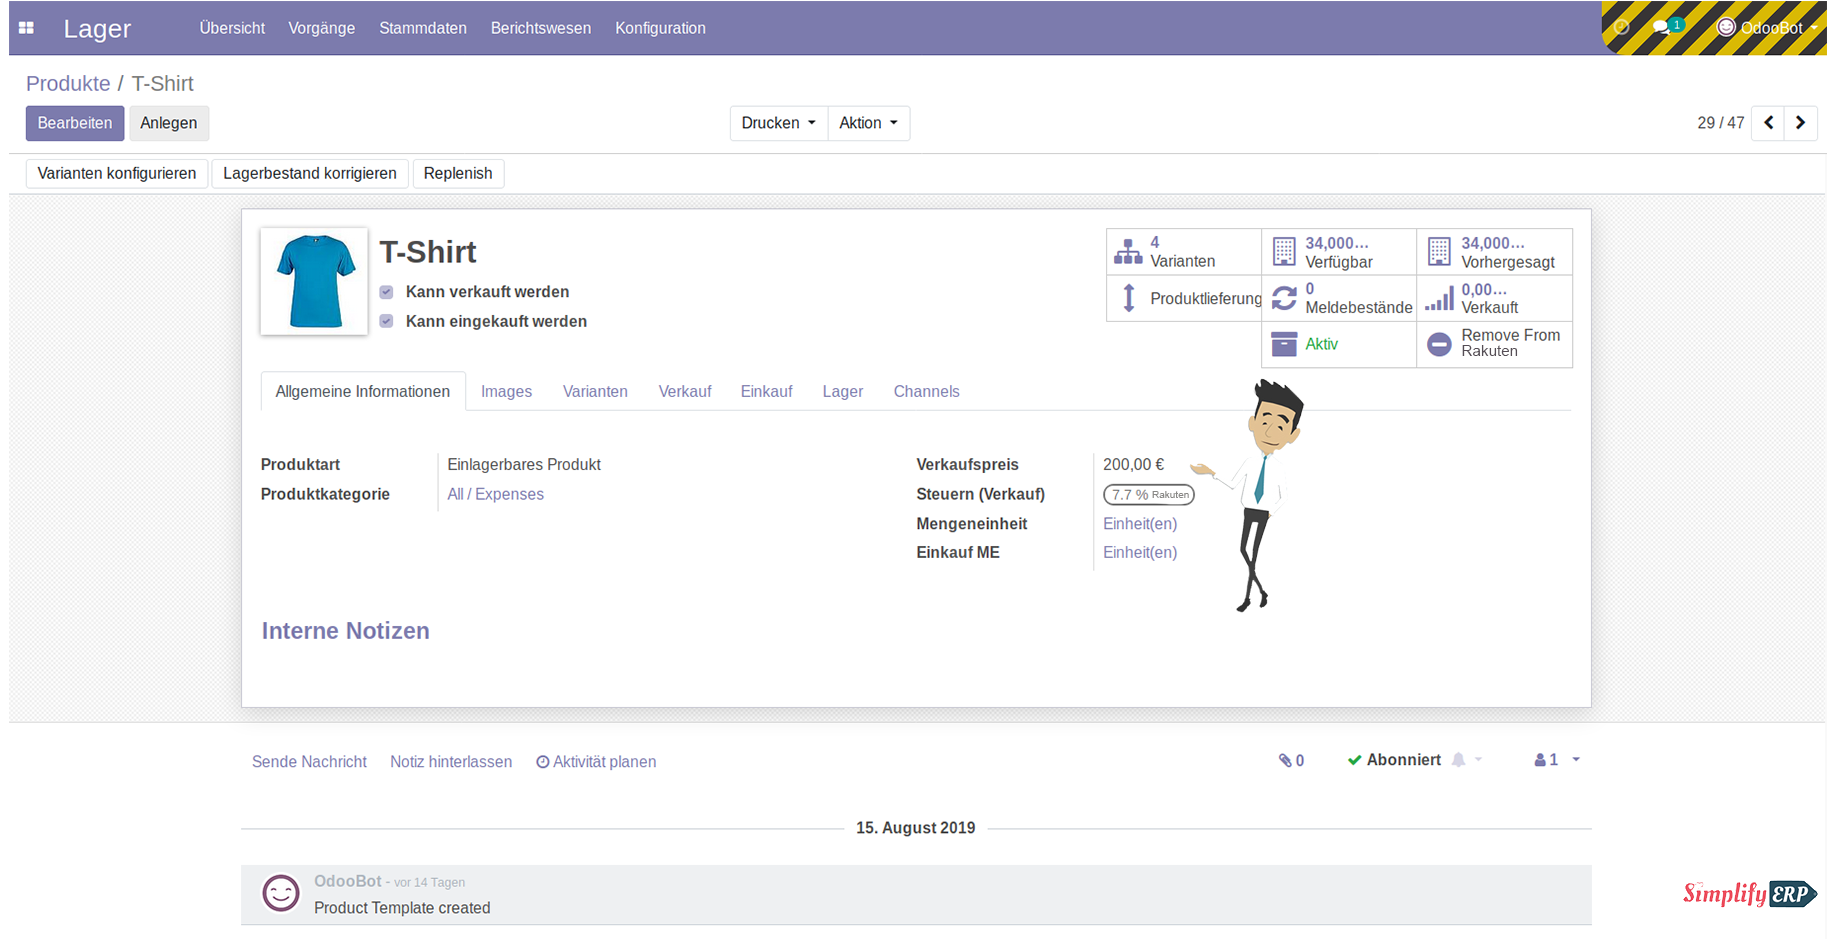 Lager Übersicht Vorgänge Stammdaten Berichtswesen Konfiguration 1 OdooBot
Produkte / T-Shirt
Bearbeiten Anlegen Drucken Aktion 29 / 47
Varianten konfigurieren Lagerbestand korrigieren Replenish
T-Shirt
Kann verkauft werden
Kann eingekauft werden
4
Varianten
34,000...
Verfügbar
34,000...
Vorhergesagt
Produktlieferung
0
Meldebestände
0,00...
Verkauft
Aktiv
Remove From
Rakuten
Allgemeine Informationen Images Varianten Verkauf Einkauf Lager Channels
Produktart Einlagerbares Produkt
Produktkategorie All / Expenses
Verkaufspreis 200,00 €
Steuern (Verkauf) 7.7 % Rakuten
Mengeneinheit Einheit(en)
Einkauf ME Einheit(en)
Interne Notizen
Sende Nachricht Notiz hinterlassen Aktivität planen 0 Abonniert 1
15. August 2019
OdooBot - vor 14 Tagen
Product Template created
Simplify ERP